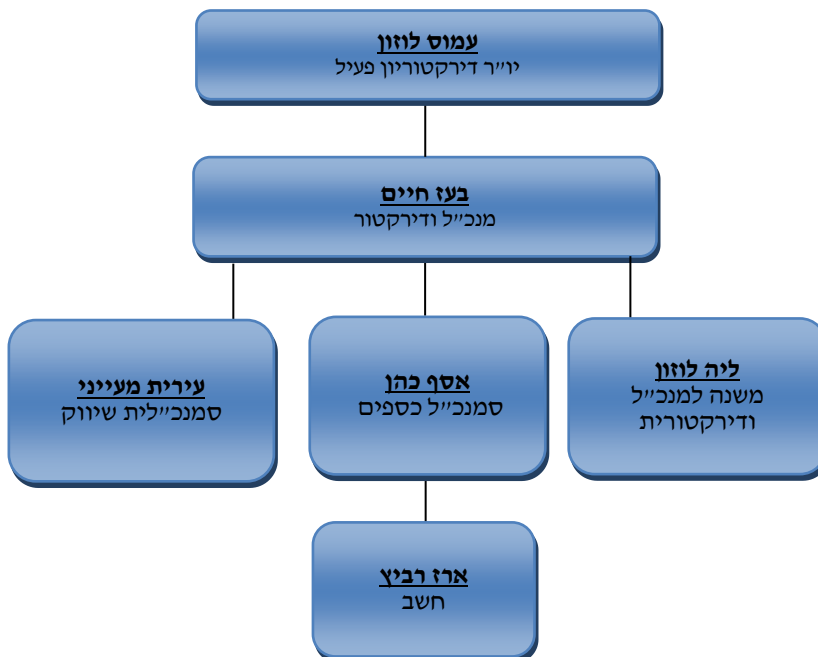 עמוס לוזון
יו״ר דירקטוריון פעיל
בעז חיים
מנכ״ל ודירקטור
ליה לוזון
משנה למנכ״ל
ודירקטורית
אסף כהן
סמנכ״ל כספים
עירית מעייני
סמנכ״לית שיווק
ארז רביץ
חשב